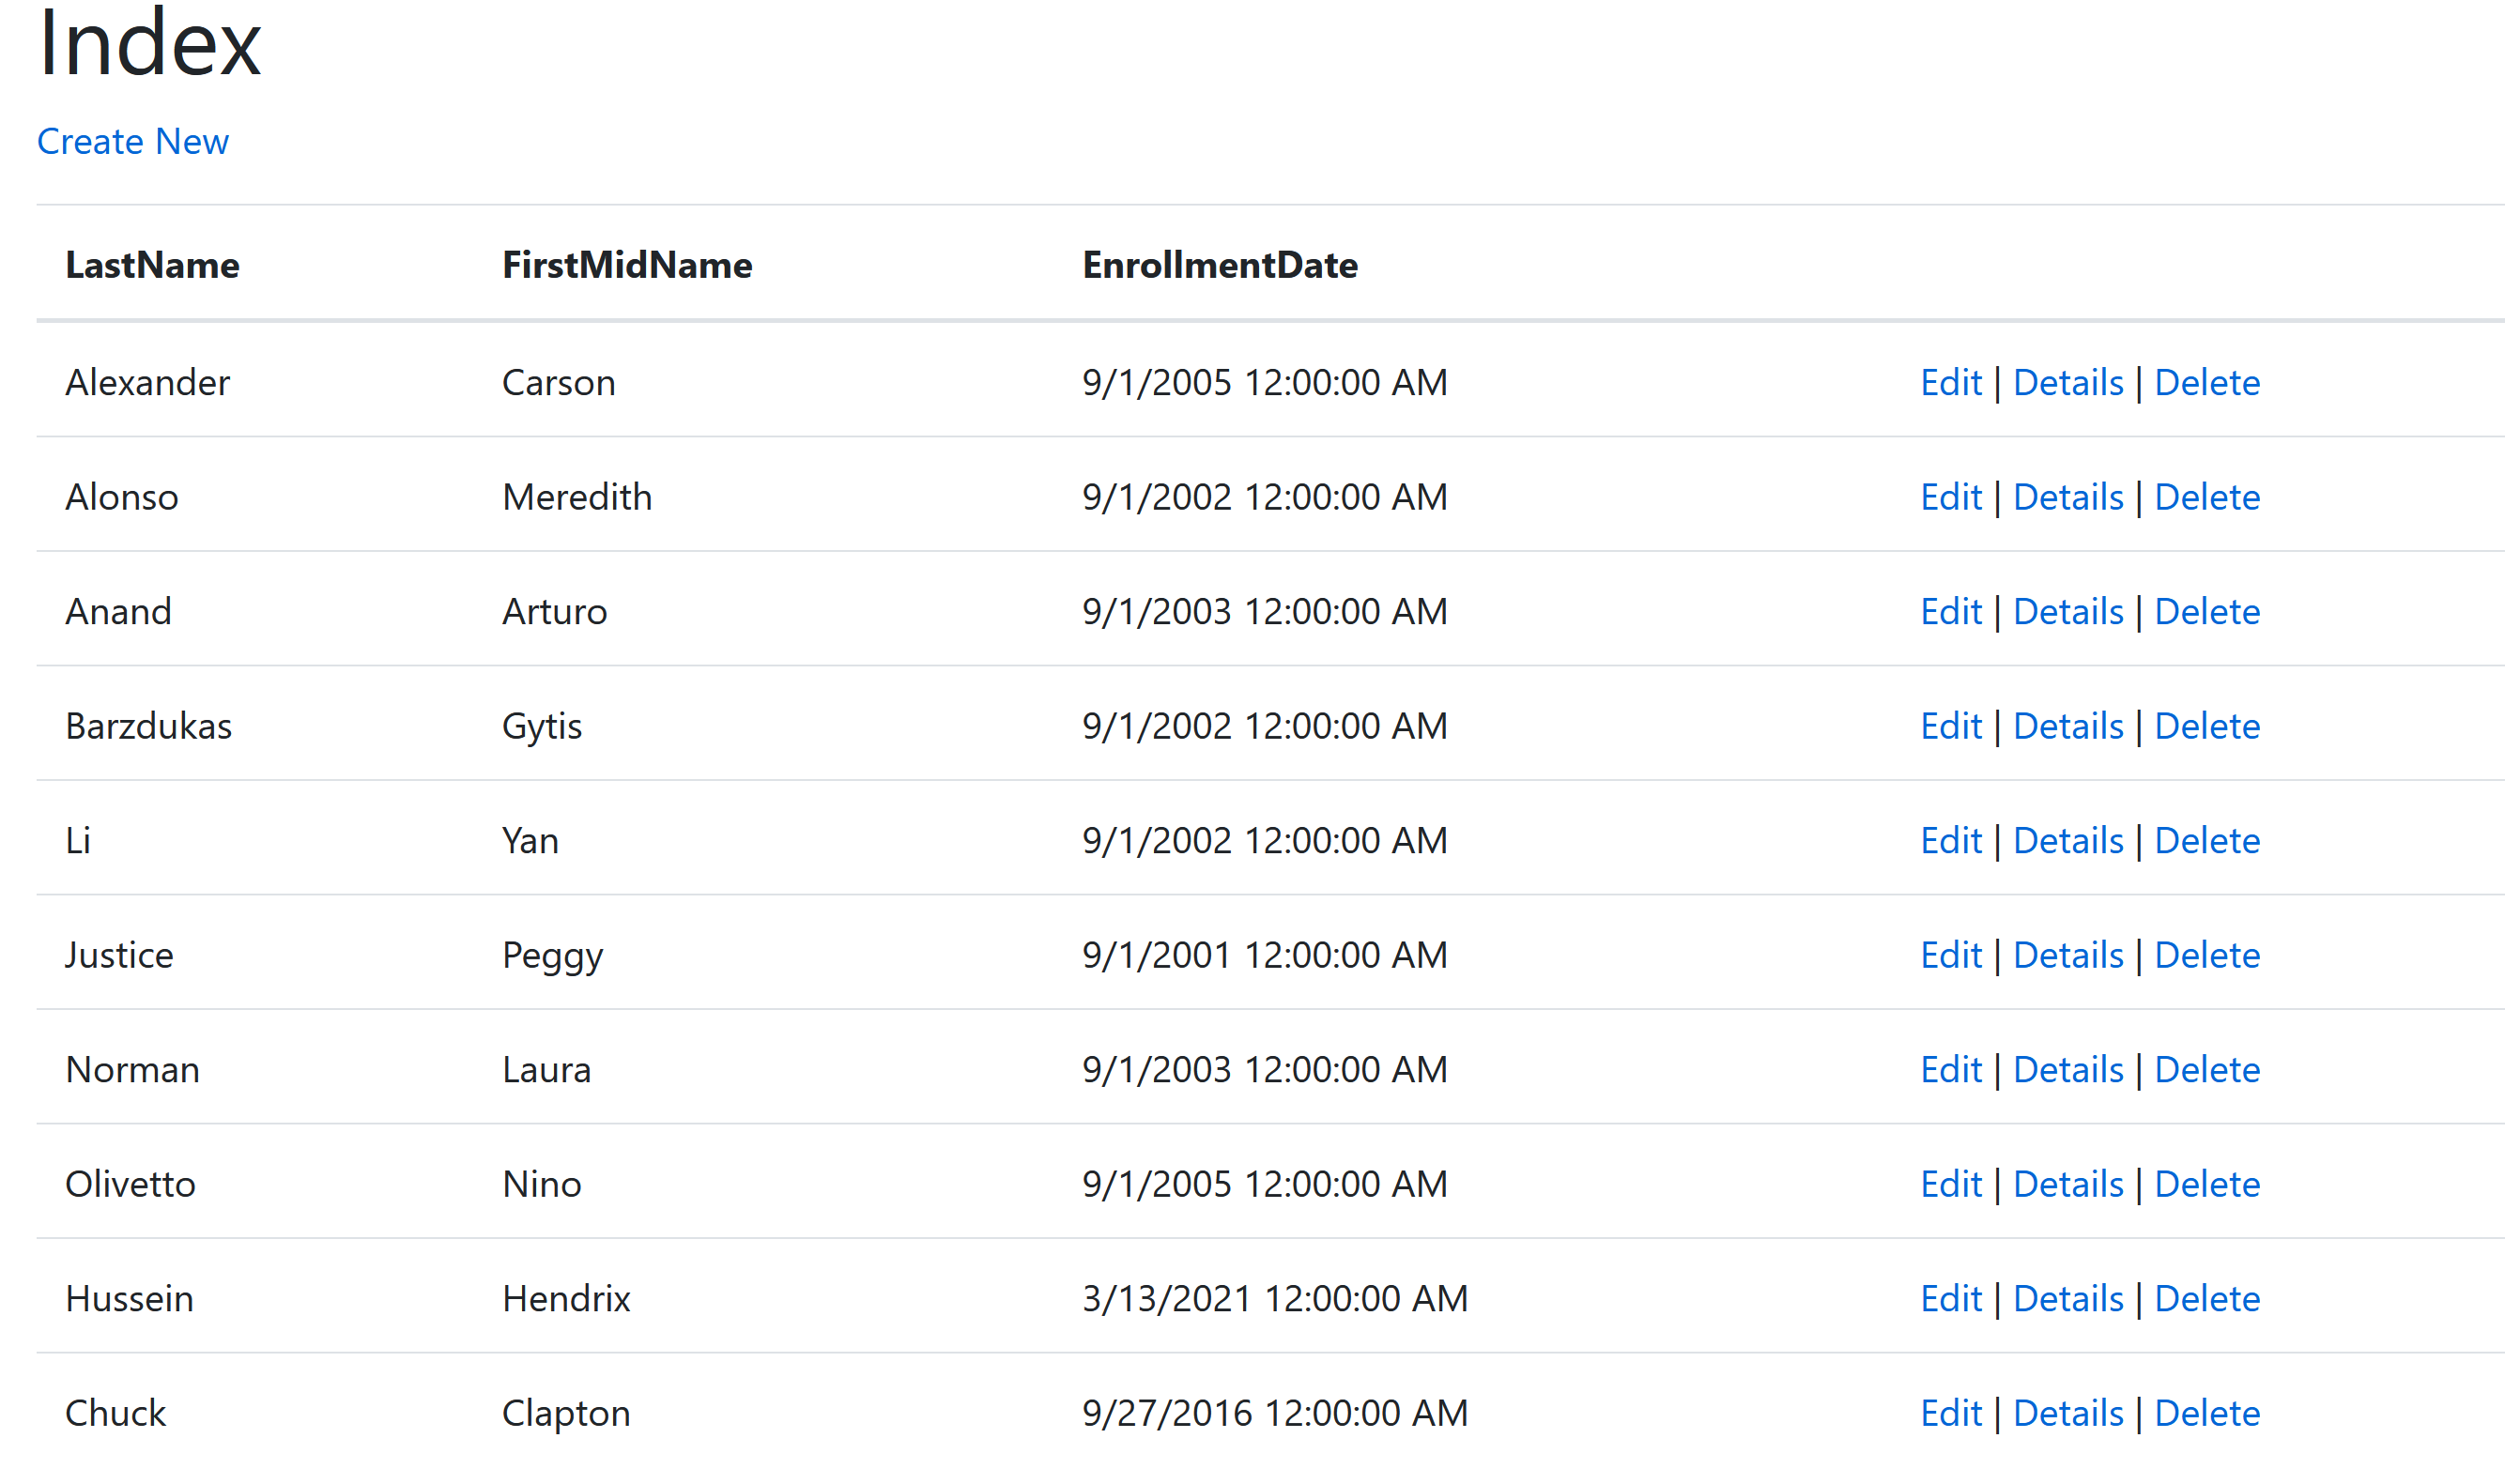 Index
Create New
LastName FirstMidName EnrollmentDate
Alexander Carson 9/1/2005 12:00:00 AM Edit | Details | Delete
Alonso Meredith 9/1/2002 12:00:00 AM Edit | Details | Delete
Anand Arturo 9/1/2003 12:00:00 AM Edit | Details | Delete
Barzdukas Gytis 9/1/2002 12:00:00 AM Edit | Details | Delete
Li Yan 9/1/2002 12:00:00 AM Edit | Details | Delete
Justice Peggy 9/1/2001 12:00:00 AM Edit | Details | Delete
Norman Laura 9/1/2003 12:00:00 AM Edit | Details | Delete
Olivetto Nino 9/1/2005 12:00:00 AM Edit | Details | Delete
Hussein Hendrix 3/13/2021 12:00:00 AM Edit | Details | Delete
Chuck Clapton 9/27/2016 12:00:00 AM Edit | Details | Delete